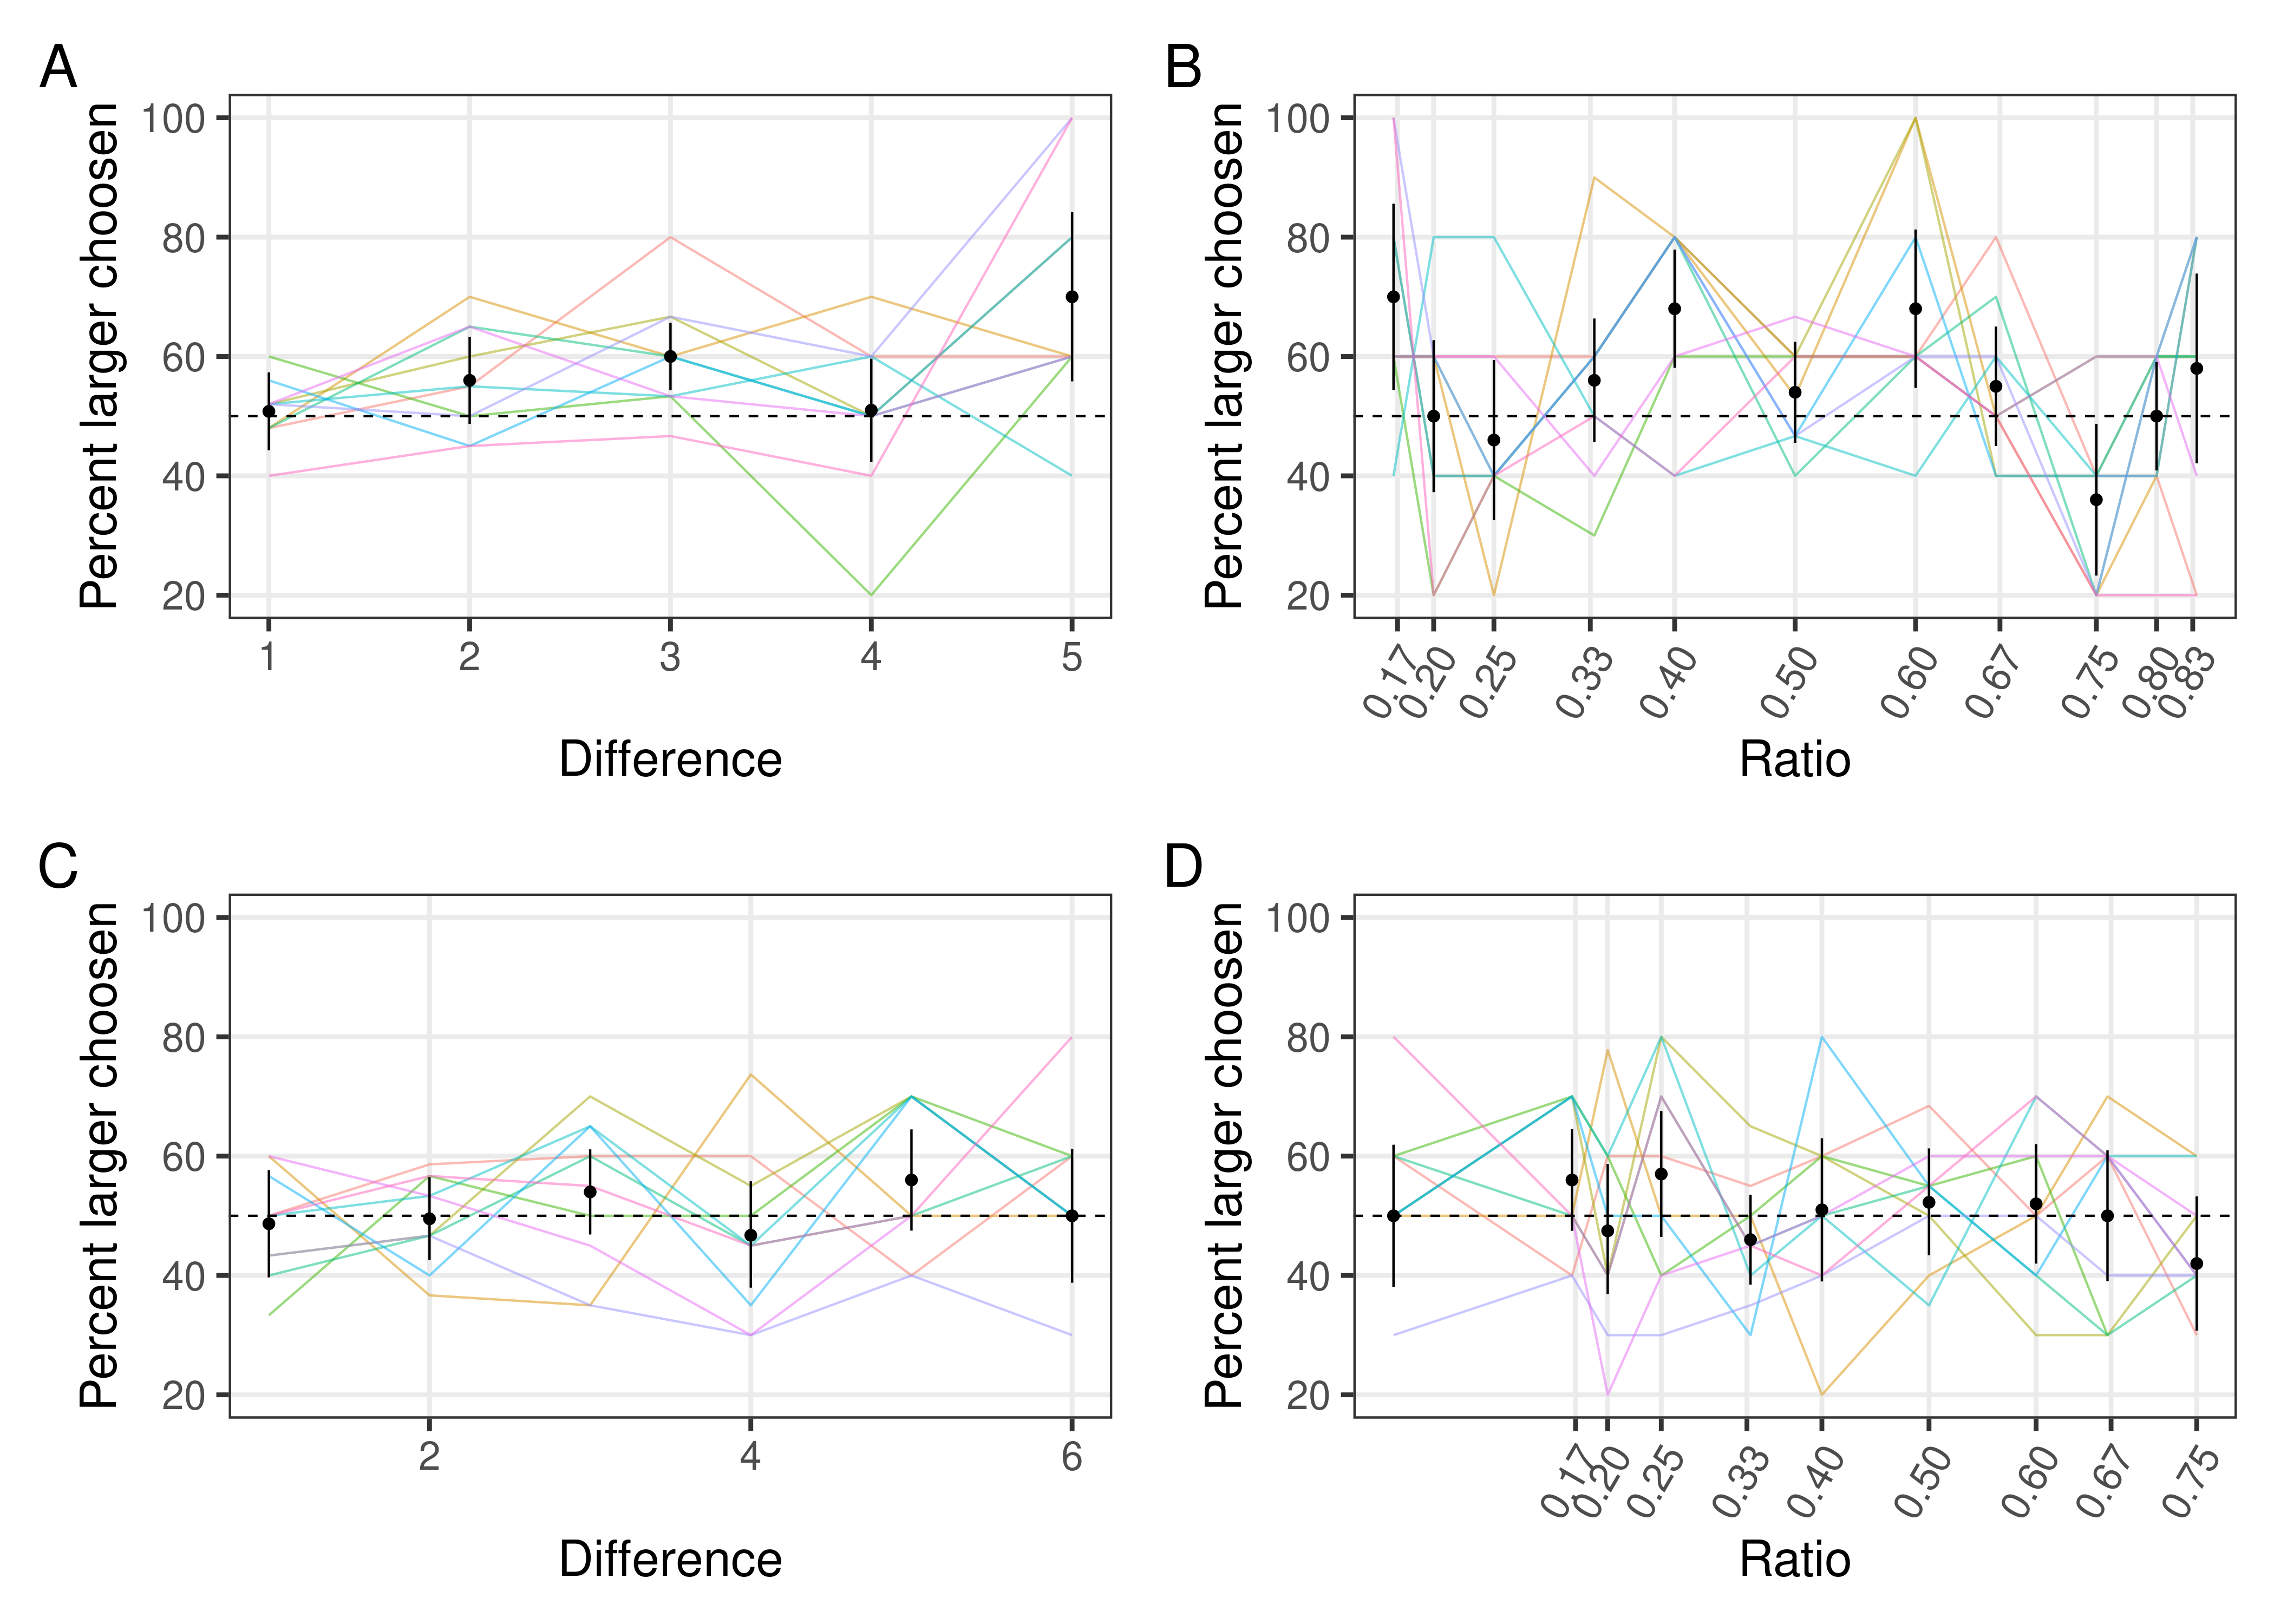 A
Percent larger choosen
100
80
60
40
20
1 2 3 4 5
Difference
B
Percent larger choosen
100
80
60
40
20
0.17 0.20 0.25 0.33 0.40 0.50 0.60 0.67 0.75 0.80 0.83
Ratio
C
Percent larger choosen
100
80
60
40
20
2 4 6
Difference
D
Percent larger choosen
100
80
60
40
20
0.17 0.20 0.25 0.33 0.40 0.50 0.60 0.67 0.75
Ratio